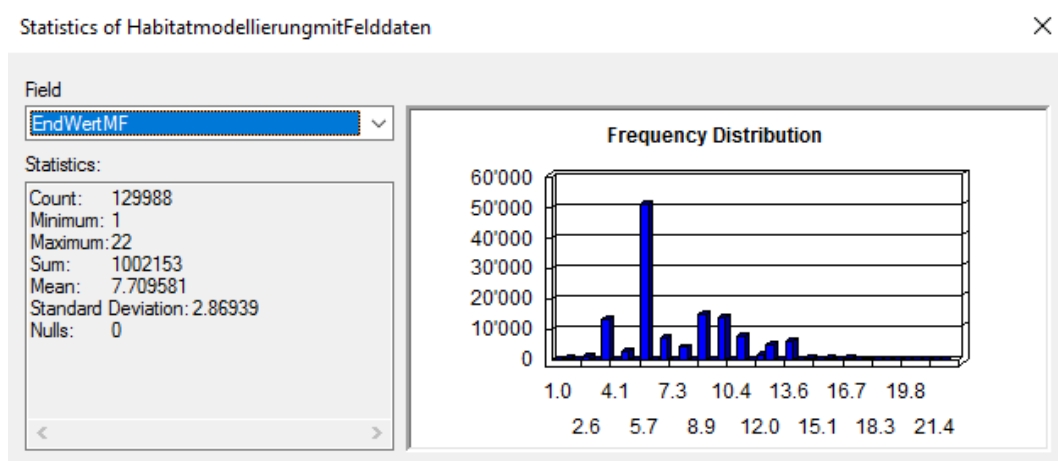 Statistics of HabitatmodellierungmitFelddaten
Field
EndWertMF
Statistics:
Count: 129988
Minimum: 1
Maximum: 22
Sum: 1002153
Mean: 7.709581
Standard Deviation: 2.86939
Nulls: 0
Frequency Distribution
60'000
50'000
40'000
30'000
20'000
10'000
0
1.0 4.1 7.3 10.4 13.6 16.7 19.8
2.6 5.7 8.9 12.0 15.1 18.3 21.4